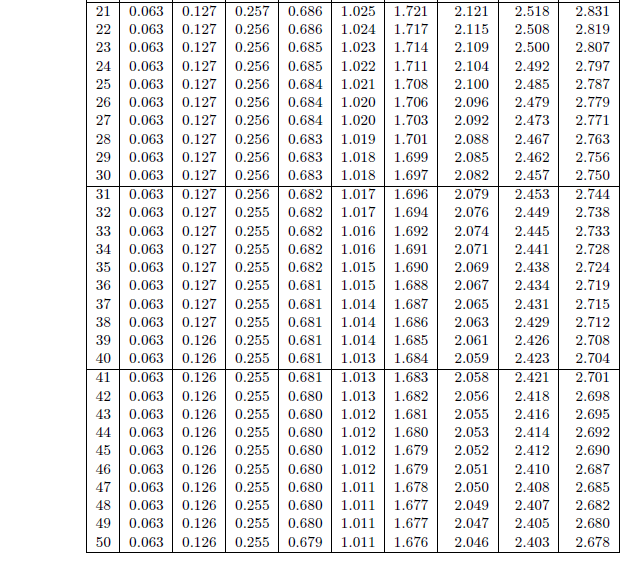 21 0.063 0.127 0.257 0.686 1.025 1.721 2.121 2.518 2.831
22 0.063 0.127 0.256 0.686 1.024 1.717 2.115 2.508 2.819
23 0.063 0.127 0.256 0.685 1.023 1.714 2.109 2.500 2.807
24 0.063 0.127 0.256 0.685 1.022 1.711 2.104 2.492 2.797
25 0.063 0.127 0.256 0.684 1.021 1.708 2.100 2.485 2.787
26 0.063 0.127 0.256 0.684 1.020 1.706 2.096 2.479 2.779
27 0.063 0.127 0.256 0.684 1.020 1.703 2.092 2.473 2.771
28 0.063 0.127 0.256 0.683 1.019 1.701 2.088 2.467 2.763
29 0.063 0.127 0.256 0.683 1.018 1.699 2.085 2.462 2.756
30 0.063 0.127 0.256 0.683 1.018 1.697 2.082 2.457 2.750
31 0.063 0.127 0.256 0.682 1.017 1.696 2.079 2.453 2.744
32 0.063 0.127 0.255 0.682 1.017 1.694 2.076 2.449 2.738
33 0.063 0.127 0.255 0.682 1.016 1.692 2.074 2.445 2.733
34 0.063 0.127 0.255 0.682 1.016 1.691 2.071 2.441 2.728
35 0.063 0.127 0.255 0.682 1.015 1.690 2.069 2.438 2.724
36 0.063 0.127 0.255 0.681 1.015 1.688 2.067 2.434 2.719
37 0.063 0.127 0.255 0.681 1.014 1.687 2.065 2.431 2.715
38 0.063 0.127 0.255 0.681 1.014 1.686 2.063 2.429 2.712
39 0.063 0.126 0.255 0.681 1.014 1.685 2.061 2.426 2.708
40 0.063 0.126 0.255 0.681 1.013 1.684 2.059 2.423 2.704
41 0.063 0.126 0.255 0.681 1.013 1.683 2.058 2.421 2.701
42 0.063 0.126 0.255 0.680 1.013 1.682 2.056 2.418 2.698
43 0.063 0.126 0.255 0.680 1.012 1.681 2.055 2.416 2.695
44 0.063 0.126 0.255 0.680 1.012 1.680 2.053 2.414 2.692
45 0.063 0.126 0.255 0.680 1.012 1.679 2.052 2.412 2.690
46 0.063 0.126 0.255 0.680 1.012 1.679 2.051 2.410 2.687
47 0.063 0.126 0.255 0.680 1.011 1.678 2.050 2.408 2.685
48 0.063 0.126 0.255 0.680 1.011 1.677 2.049 2.407 2.682
49 0.063 0.126 0.255 0.680 1.011 1.677 2.047 2.405 2.680
50 0.063 0.126 0.255 0.679 1.011 1.676 2.046 2.403 2.678